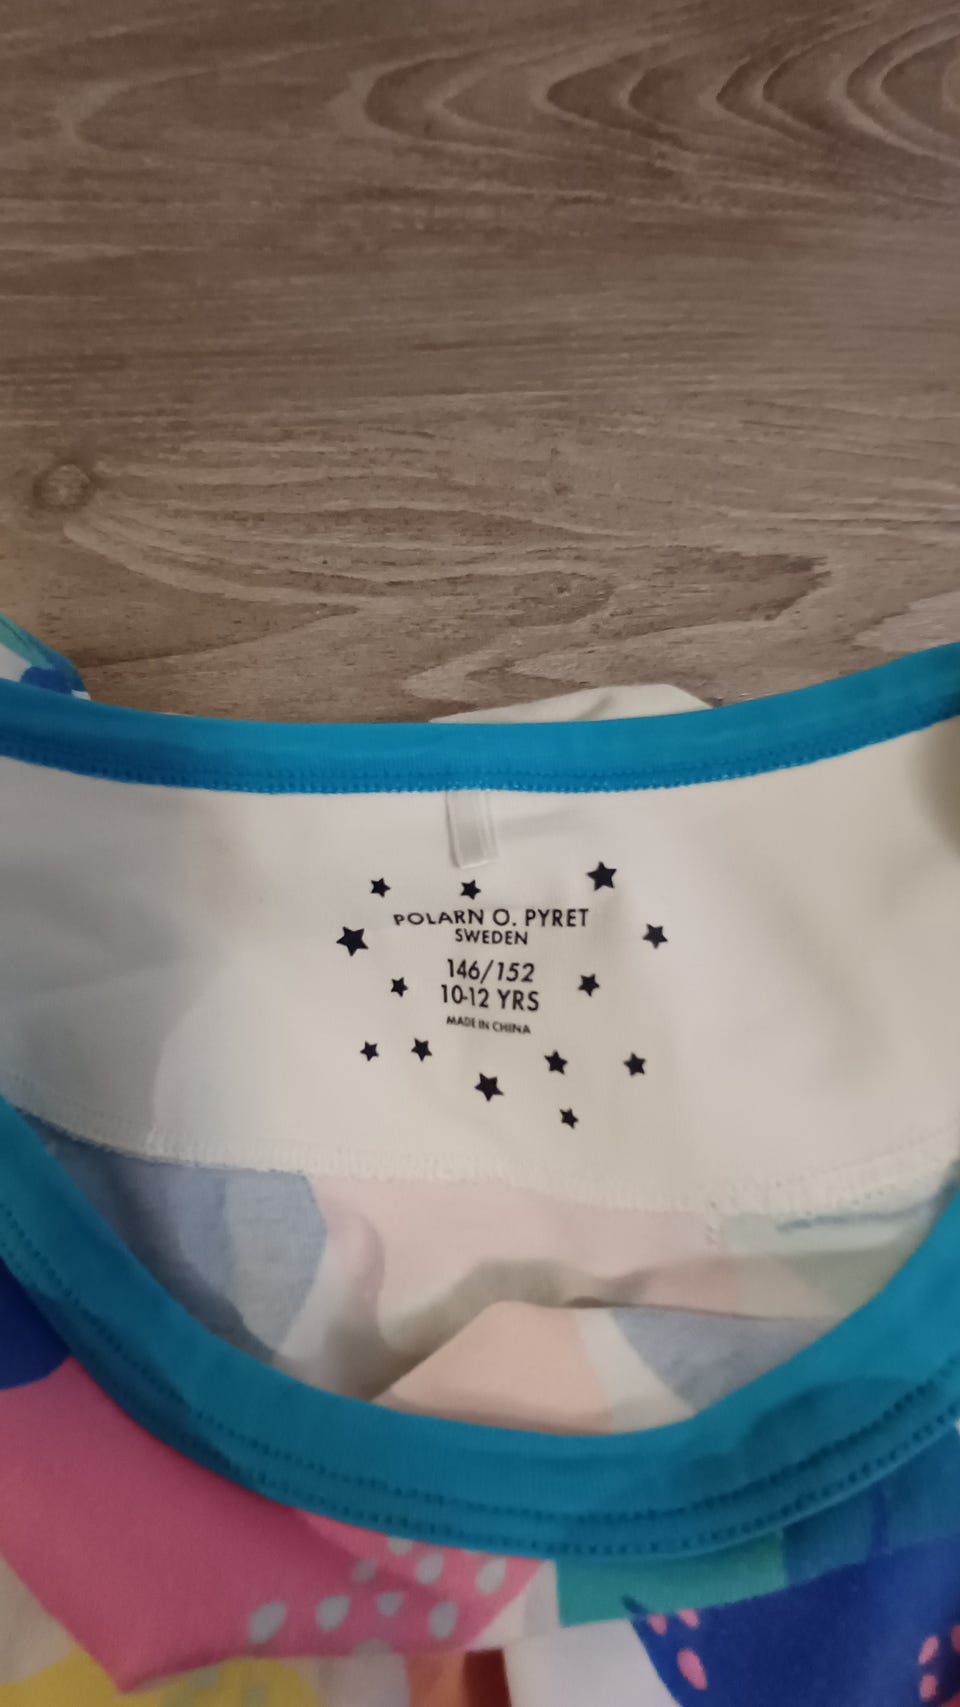 POLARN O. PYRET
SWEDEN
146/152
10-12 YRS
MADE IN CHINA